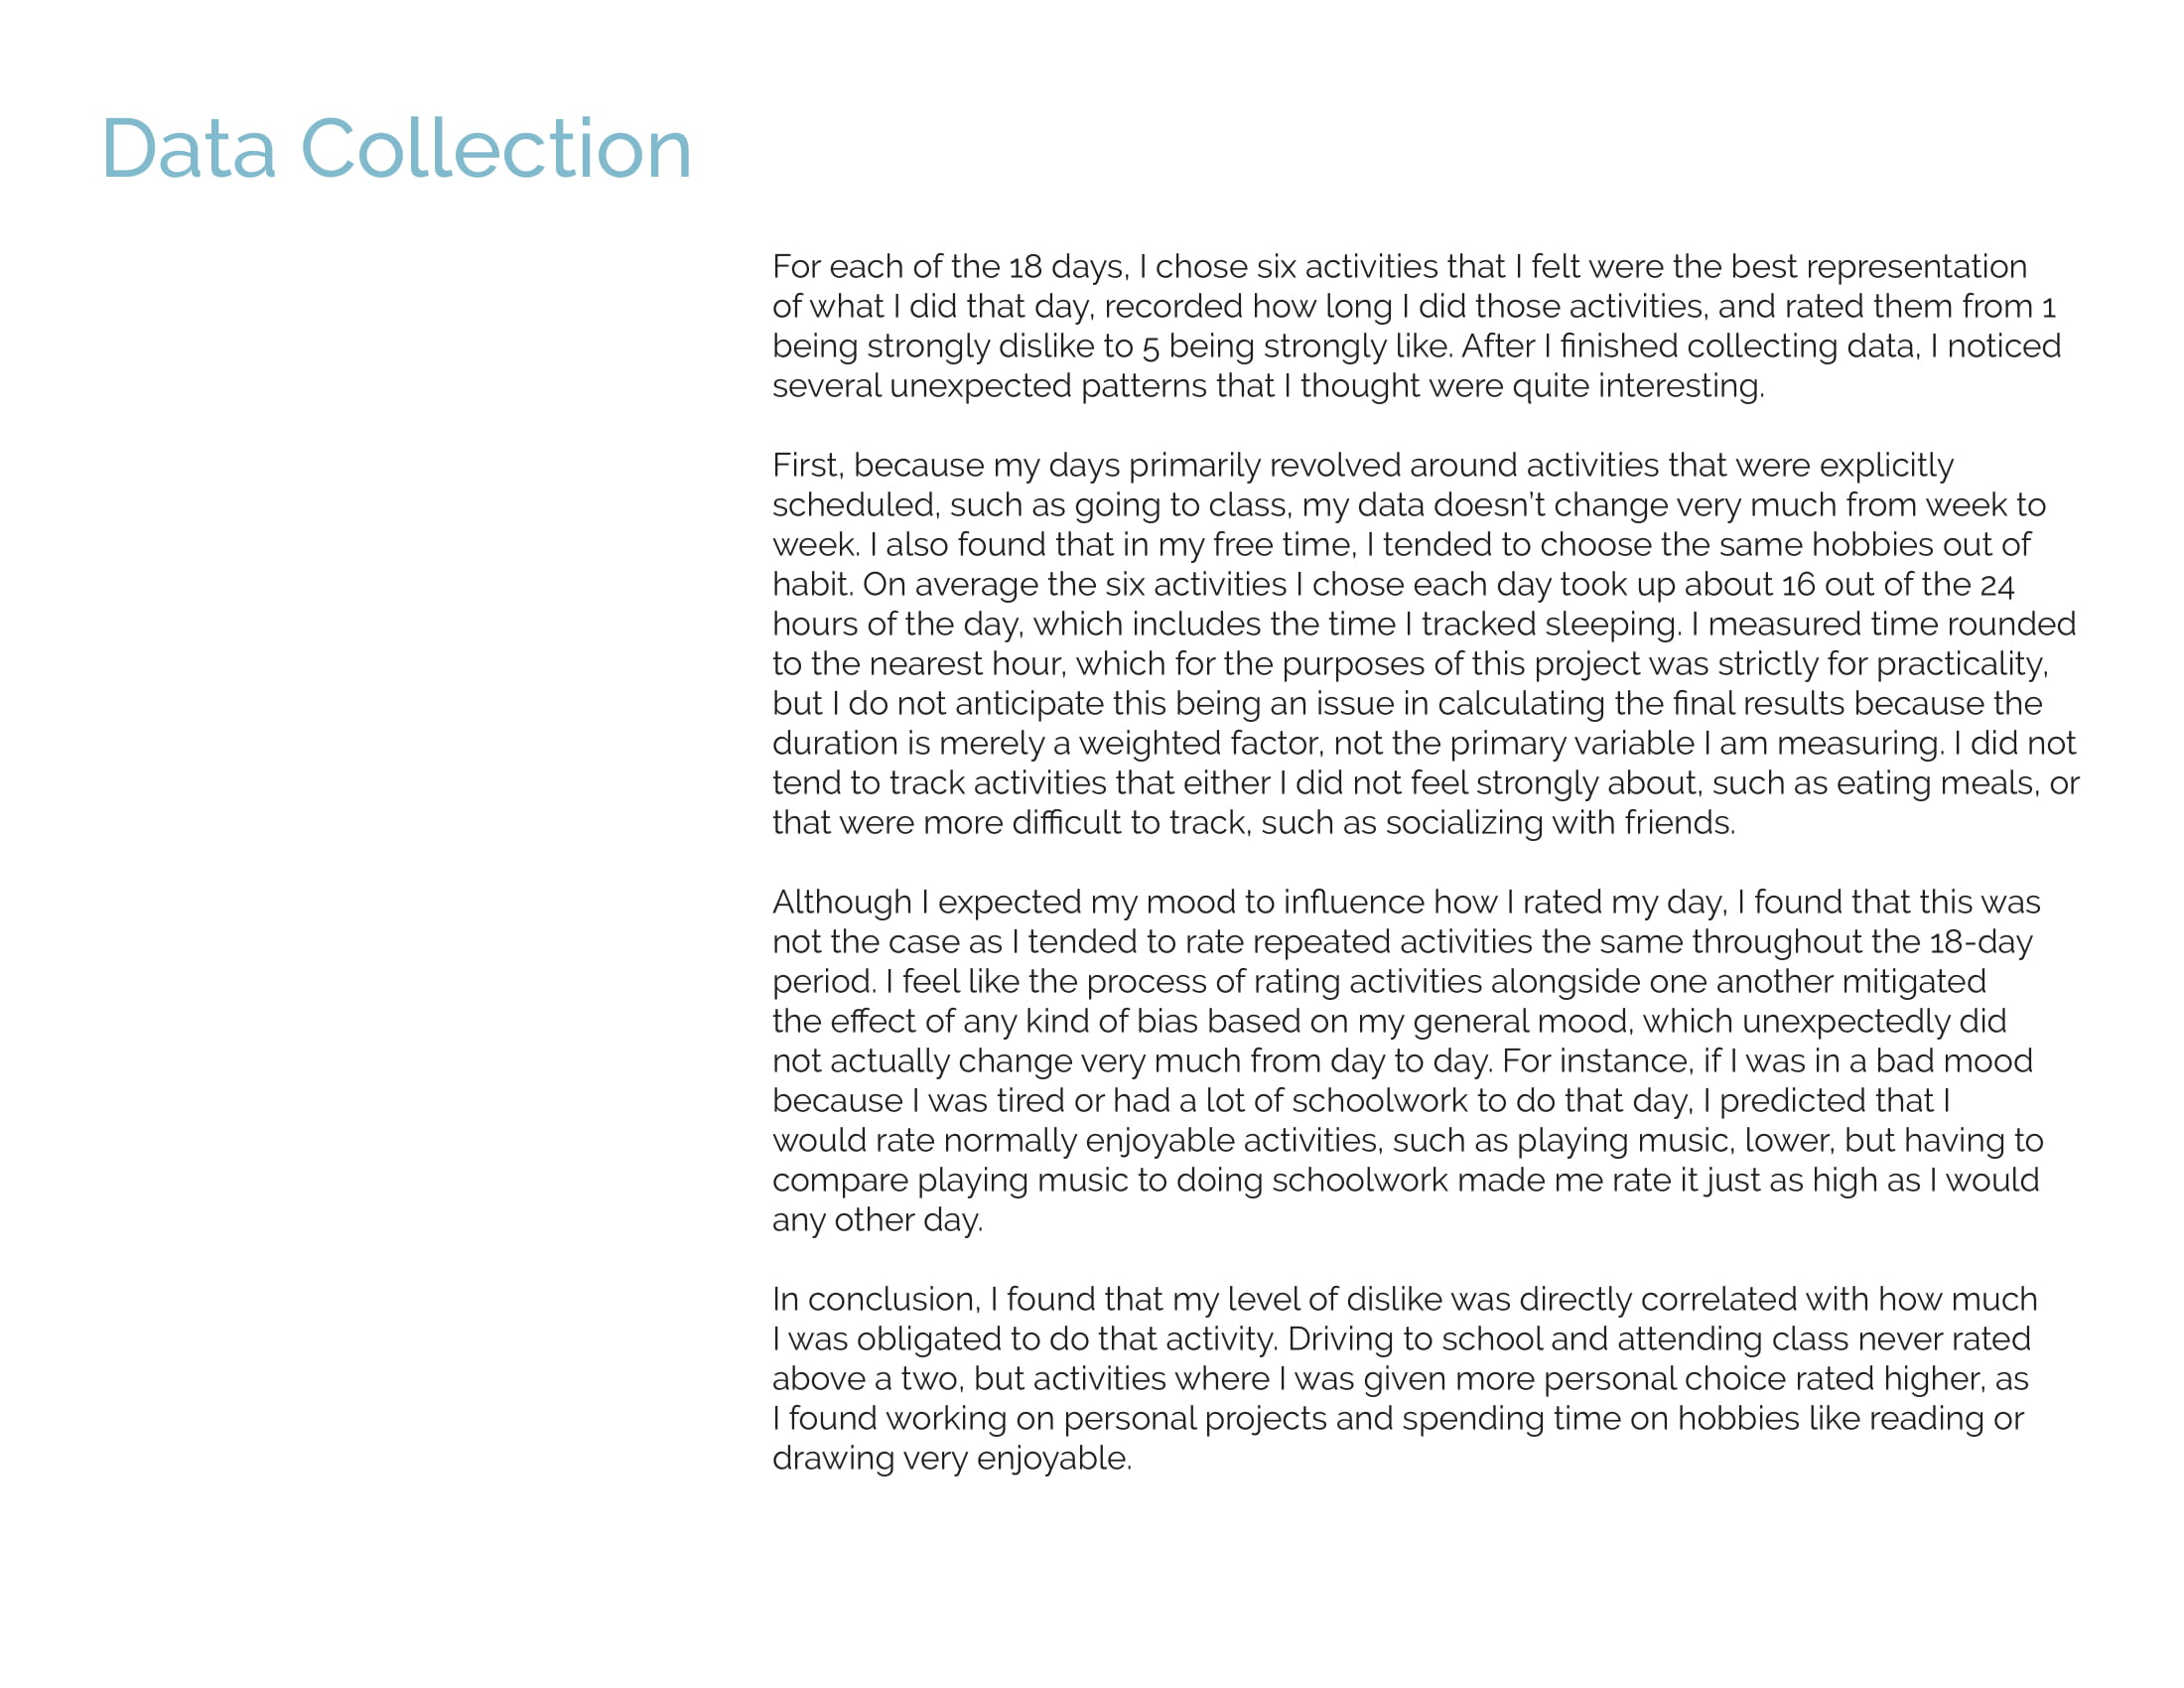 Data Collection
For each of the 18 days, I chose six activities that I felt were the best representation
of what I did that day, recorded how long I did those activities, and rated them from 1
being strongly dislike to 5 being strongly like. After I finished collecting data, I noticed
several unexpected patterns that I thought were quite interesting.
First, because my days primarily revolved around activities that were explicitly
scheduled, such as going to class, my data doesn’t change very much from week to
week. I also found that in my free time, I tended to choose the same hobbies out of
habit. On average the six activities I chose each day took up about 16 out of the 24
hours of the day, which includes the time I tracked sleeping. I measured time rounded
to the nearest hour, which for the purposes of this project was strictly for practicality,
but I do not anticipate this being an issue in calculating the final results because the
duration is merely a weighted factor, not the primary variable I am measuring. I did not
tend to track activities that either I did not feel strongly about, such as eating meals, or
that were more difficult to track, such as socializing with friends.
Although I expected my mood to influence how I rated my day, I found that this was
not the case as I tended to rate repeated activities the same throughout the 18-day
period. I feel like the process of rating activities alongside one another mitigated
the effect of any kind of bias based on my general mood, which unexpectedly did
not actually change very much from day to day. For instance, if I was in a bad mood
because I was tired or had a lot of schoolwork to do that day, I predicted that I
would rate normally enjoyable activities, such as playing music, lower, but having to
compare playing music to doing schoolwork made me rate it just as high as I would
any other day.
In conclusion, I found that my level of dislike was directly correlated with how much
I was obligated to do that activity. Driving to school and attending class never rated
above a two, but activities where I was given more personal choice rated higher, as
I found working on personal projects and spending time on hobbies like reading or
drawing very enjoyable.